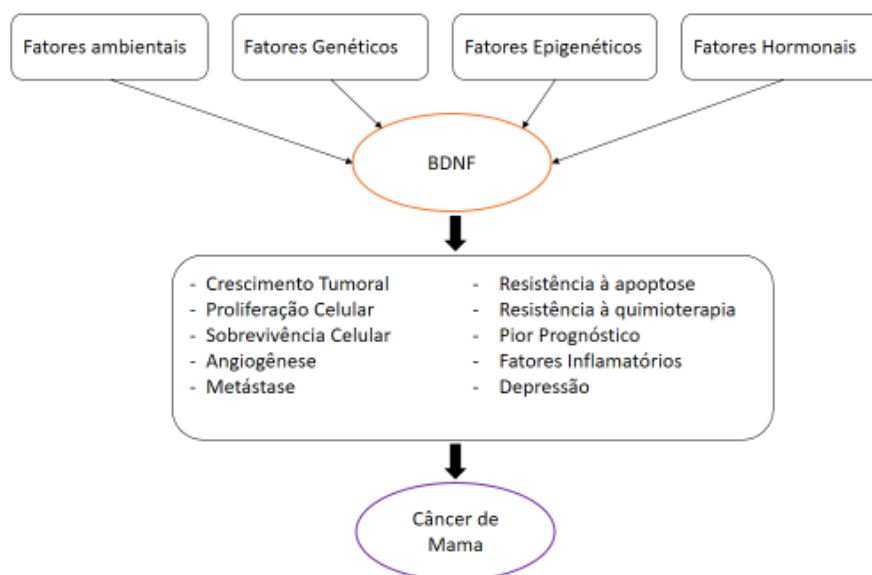 Fatores ambientais
Fatores Genéticos
Fatores Epigenéticos
Fatores Hormonais
BDNF
- Crescimento Tumoral
- Proliferação Celular
- Sobrevivência Celular
- Angiogênese
- Metástase
- Resistência à apoptose
- Resistência à quimioterapia
- Pior Prognóstico
- Fatores Inflamatórios
- Depressão
Câncer de
Mama